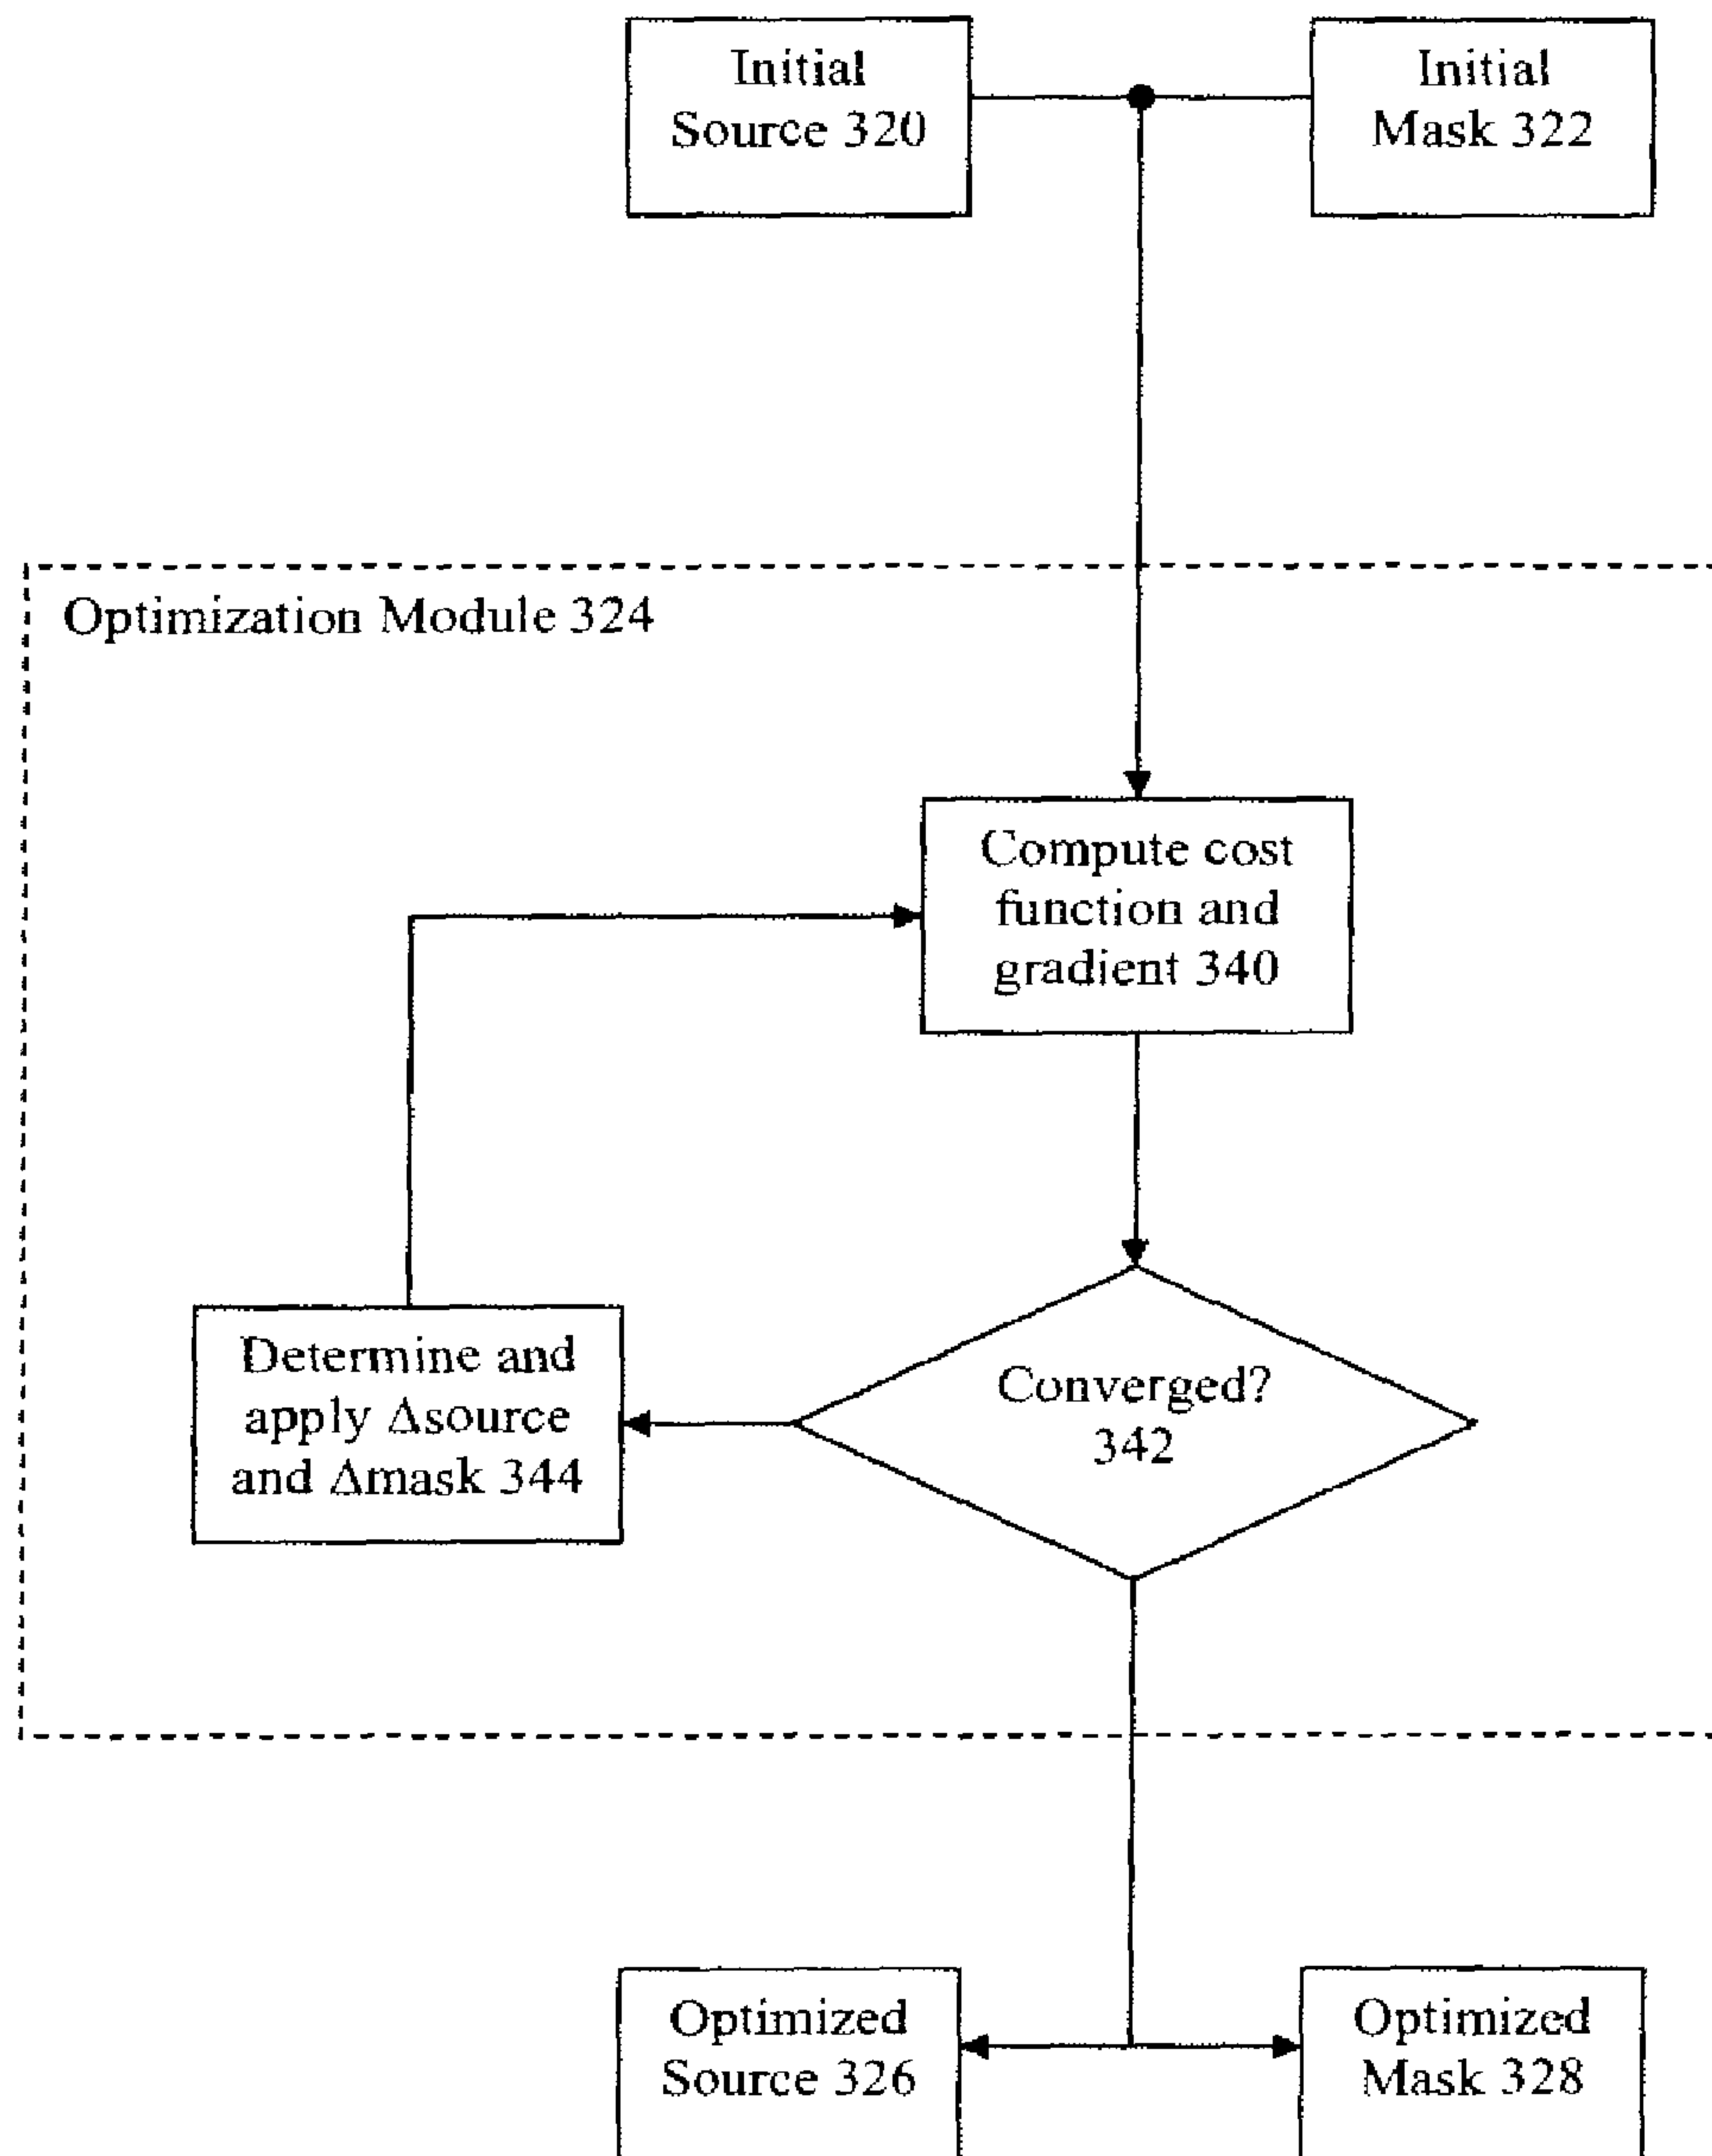 Initial
Source 320
Initial
Mask 322
Optimization Module 324
Compute cost
function and
gradient 340
Determine and
apply Δsource
and Δmask 344
Converged?
342
Optimized
Source 326
Optimized
Mask 328